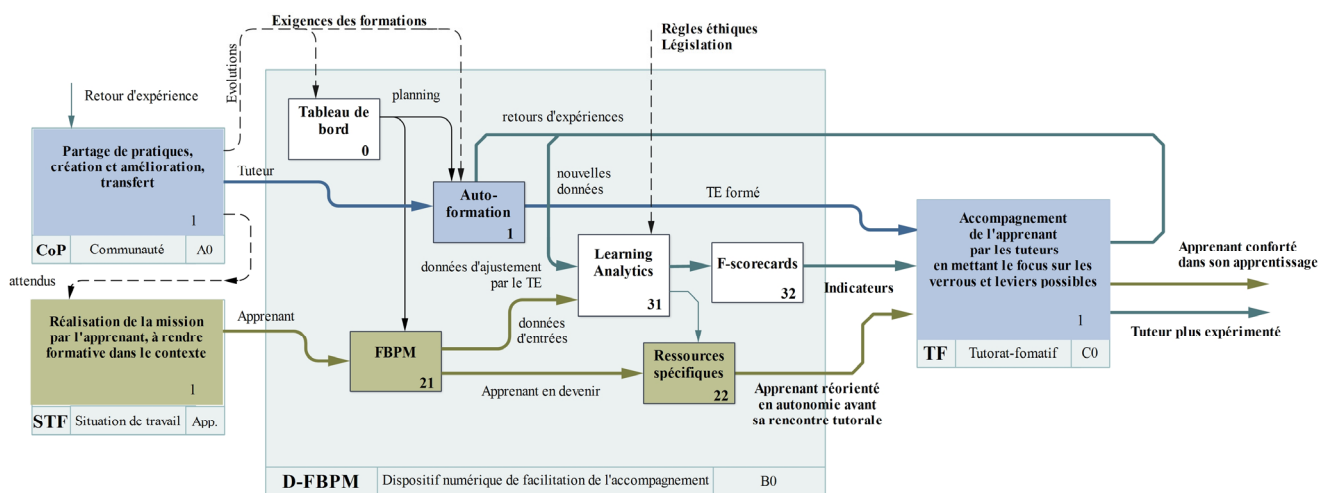 Exigences des formations
Règles éthiques
Législation
Evolutions
Retour d'expérience
Tableau de
bord
0
planning
retours d'expériences
Partage de pratiques,
création et amélioration,
transfert
1
CoP
Communauté
A0
Tuteur
Auto-
formation
1
nouvelles
données
TE formé
Accompagnement
de l'apprenant
par les tuteurs
en mettant le focus sur les
verrous et leviers possibles
1
TF
Tutorat-fomatif
C0
Apprenant conforté
dans son apprentissage
Tuteur plus expérimenté
données d'ajustement
par le TE
Learning
Analytics
31
F-scorecards
32
Indicateurs
attendus
Réalisation de la mission
par l'apprenant, à rendre
formative dans le contexte
1
STF
Situation de travail
App.
Apprenant
FBPM
21
données
d'entrées
Apprenant en devenir
Ressources
spécifiques
22
Apprenant réorienté
en autonomie avant
sa rencontre tutorale
D-FBPM
Dispositif numérique de facilitation de l'accompagnement
B0